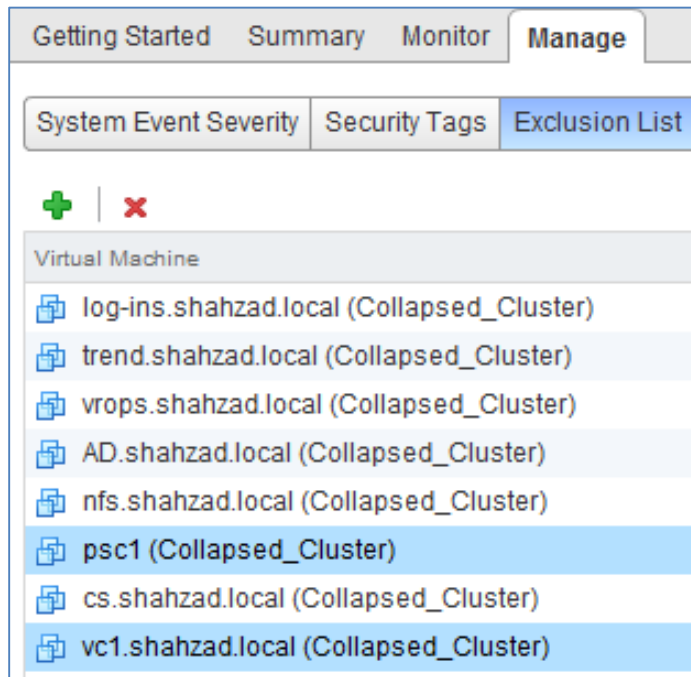 Getting Started Summary Monitor Manage
System Event Severity Security Tags Exclusion List
Virtual Machine
log-ins.shahzad.local (Collapsed_Cluster)
trend.shahzad.local (Collapsed_Cluster)
vrops.shahzad.local (Collapsed_Cluster)
AD.shahzad.local (Collapsed_Cluster)
nfs.shahzad.local (Collapsed_Cluster)
psc1 (Collapsed_Cluster)
cs.shahzad.local (Collapsed_Cluster)
vc1.shahzad.local (Collapsed_Cluster)